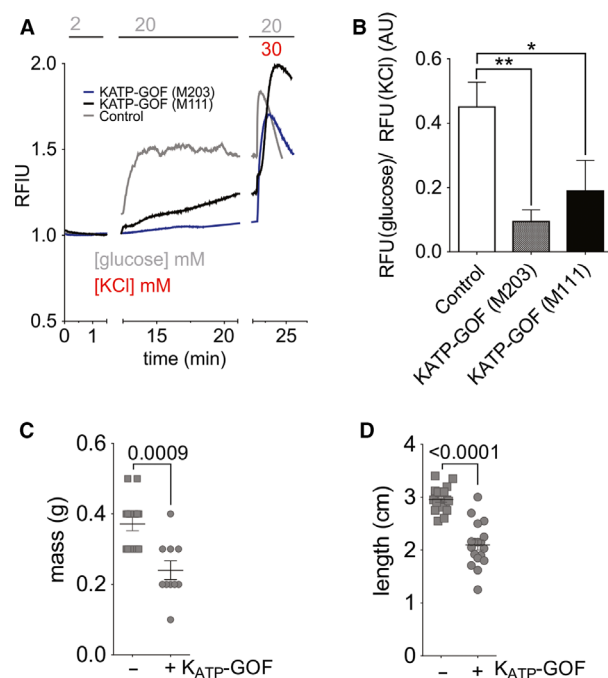 A
2 20 20
30
2.0
1.5
1.0
0.5
RFIU
KATP-GOF (M203)
KATP-GOF (M111)
Control
[glucose] mM
[KCl] mM
0 1 15 20 25
time (min)
B
RFU(glucose)/ RFU(KCl) (AU)
0.6
0.4
0.2
0.0
*
**
Control
KATP-GOF (M203)
KATP-GOF (M111)
C
0.0009
mass (g)
0.6
0.4
0.2
0.0
– + KATP-GOF
D
<0.0001
length (cm)
4
3
2
1
0
– + KATP-GOF